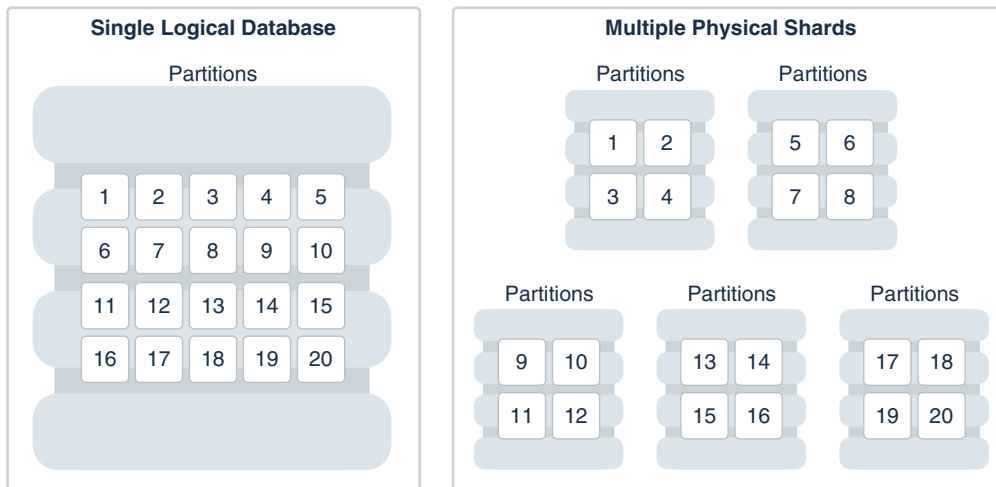 Single Logical Database
Partitions
1 2 3 4 5
6 7 8 9 10
11 12 13 14 15
16 17 18 19 20
Multiple Physical Shards
Partitions
1 2
3 4
Partitions
5 6
7 8
Partitions
9 10
11 12
Partitions
13 14
15 16
Partitions
17 18
19 20